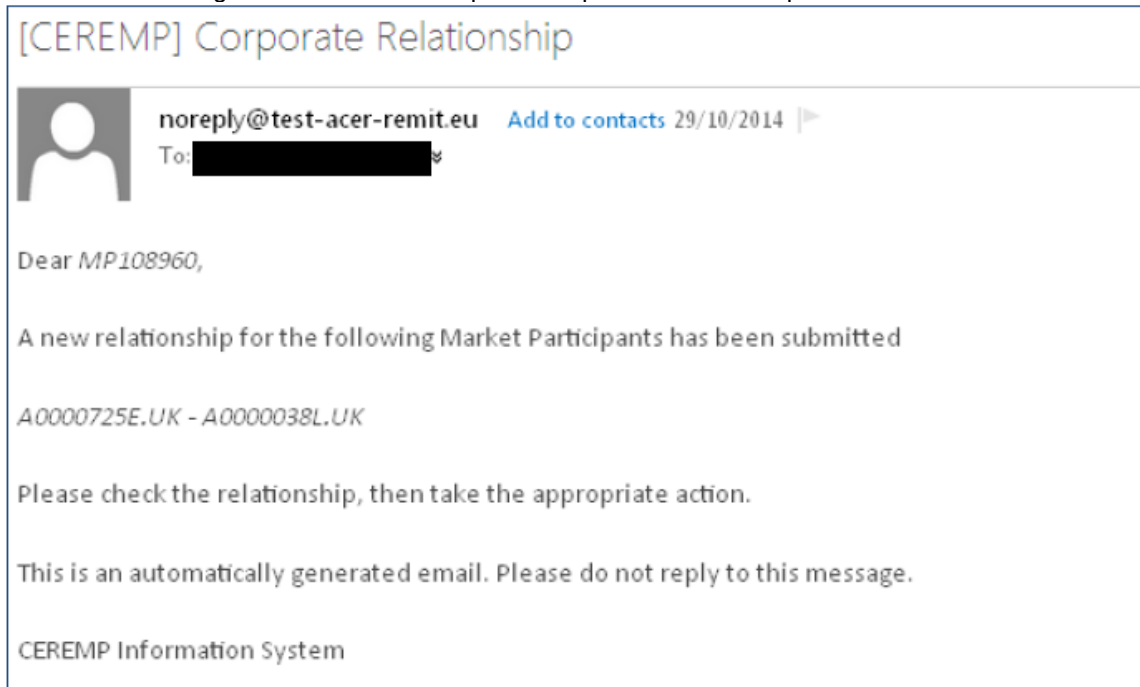 [CEREMP] Corporate Relationship
noreply@test-acer-remit.eu Add to contacts 29/10/2014
To:
Dear MP108960,
A new relationship for the following Market Participants has been submitted
A0000725E.UK - A0000038L.UK
Please check the relationship, then take the appropriate action.
This is an automatically generated email. Please do not reply to this message.
CEREMP Information System